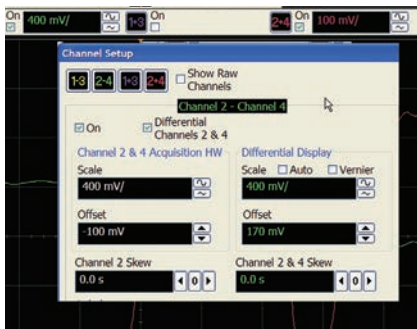 On 400 mV/ 1+3 On 2+4 On 100 mV/
Channel Setup
1-3 2-4 1+3 2+4 Show Raw Channels
Channel 2 - Channel 4
On Differential Channels 2 & 4
Channel 2 & 4 Acquisition HW Differential Display
Scale Scale Auto Vernier
400 mV/ 400 mV/
Offset Offset
-100 mV 170 mV
Channel 2 Skew Channel 2 & 4 Skew
0.0 s 0 0.0 s 0